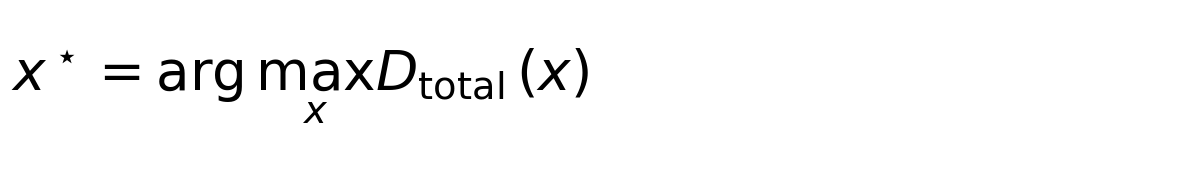 x⋆ = arg max_x D_total (x)